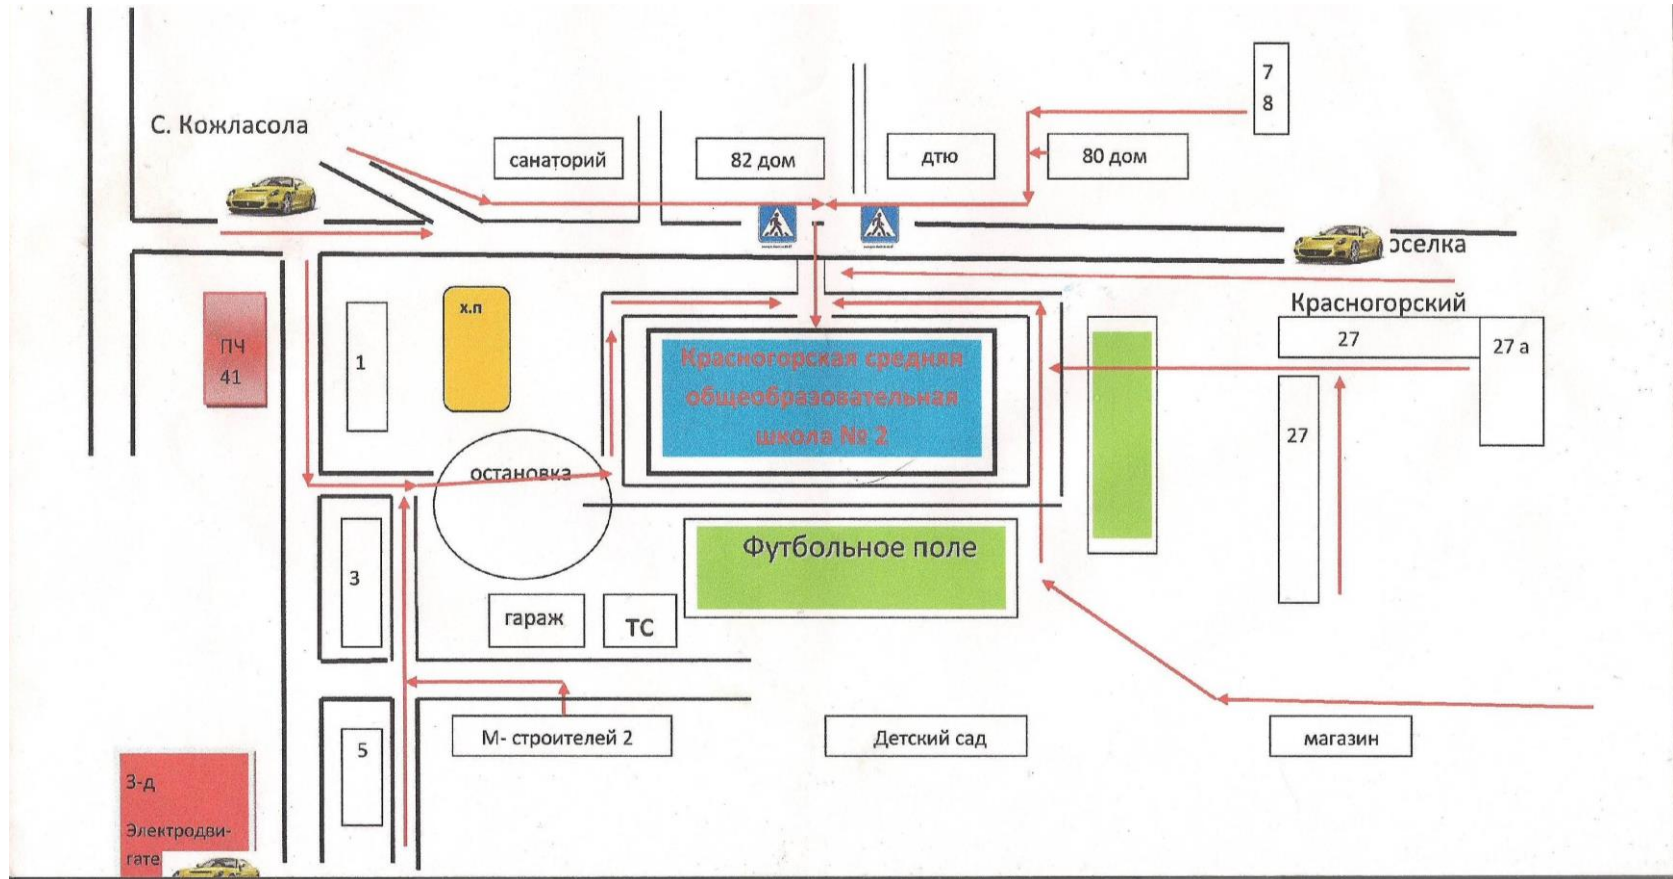 7
8
С. Кожласола
санаторий
82 дом
дтю
80 дом
оселка
Красногорский
х.п
27
27 а
ПЧ
41
1
Красногорская средняя
общеобразовательная
школа № 2
27
остановка
Футбольное поле
3
гараж
ТС
М- строителей 2
Детский сад
магазин
5
З-д
Электродви-
гате